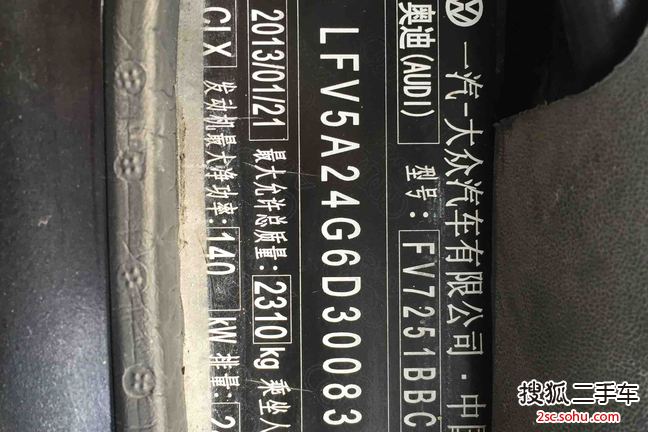 一汽-大众汽车有限公司·中
奥迪(AUDI) 型号:FV7251BBC
LFV5A24G6D30083
2013/01/21 最大允许总质量:2310kg 乘坐人
CLX 发动机最大净功率:140 kW 排量:2
搜狐二手车
2sc.sohu.com